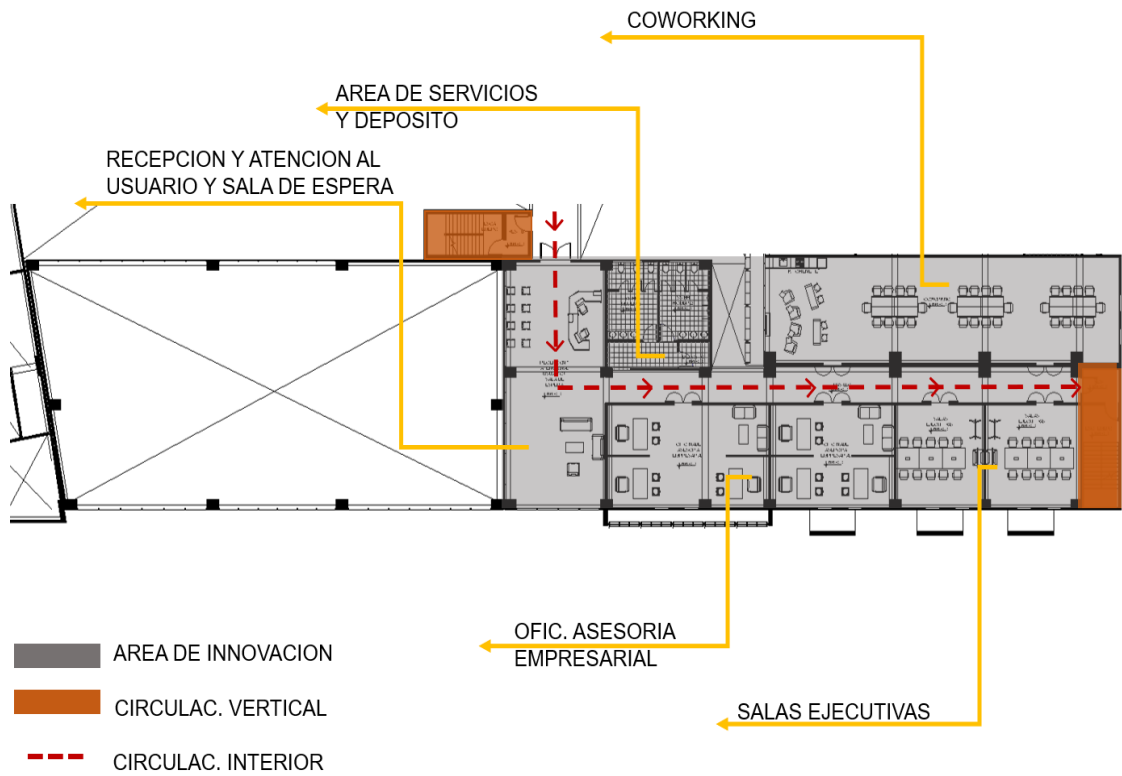 COWORKING
AREA DE SERVICIOS
Y DEPOSITO
RECEPCION Y ATENCION AL
USUARIO Y SALA DE ESPERA
OFIC. ASESORIA
EMPRESARIAL
SALAS EJECUTIVAS
AREA DE INNOVACION
CIRCULAC. VERTICAL
CIRCULAC. INTERIOR